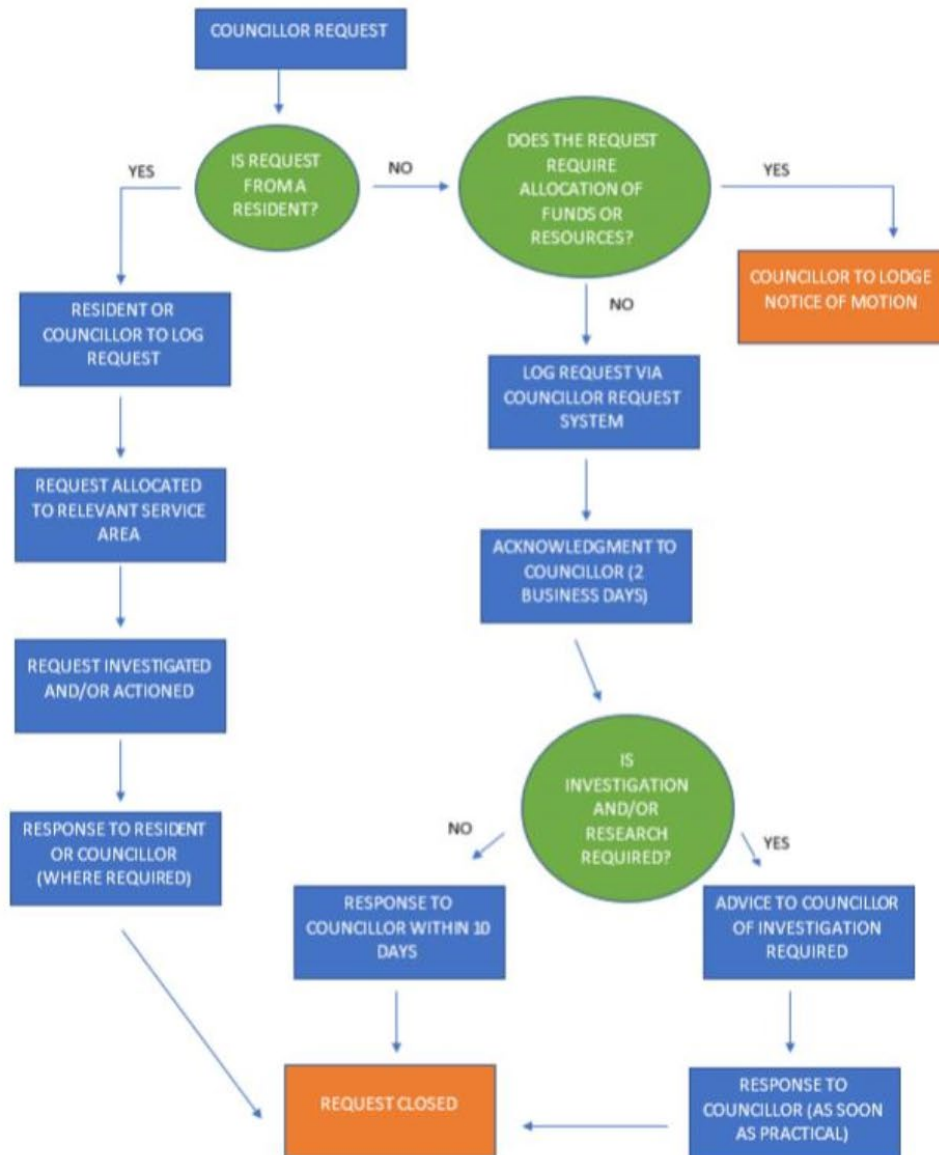 COUNCILLOR REQUEST
IS REQUEST
FROM A
RESIDENT?
YES
NO
DOES THE REQUEST
REQUIRE
ALLOCATION OF
FUNDS OR
RESOURCES?
YES
COUNCILLOR TO LODGE
NOTICE OF MOTION
NO
RESIDENT OR
COUNCILLOR TO LOG
REQUEST
REQUEST ALLOCATED
TO RELEVANT SERVICE
AREA
REQUEST INVESTIGATED
AND/OR ACTIONED
RESPONSE TO RESIDENT
OR COUNCILLOR
(WHERE REQUIRED)
LOG REQUEST VIA
COUNCILLOR REQUEST
SYSTEM
ACKNOWLEDGMENT TO
COUNCILLOR (2
BUSINESS DAYS)
IS
INVESTIGATION
AND/OR
RESEARCH
REQUIRED?
NO
YES
RESPONSE TO
COUNCILLOR WITHIN 10
DAYS
ADVICE TO COUNCILLOR
OF INVESTIGATION
REQUIRED
RESPONSE TO
COUNCILLOR (AS SOON
AS PRACTICAL)
REQUEST CLOSED